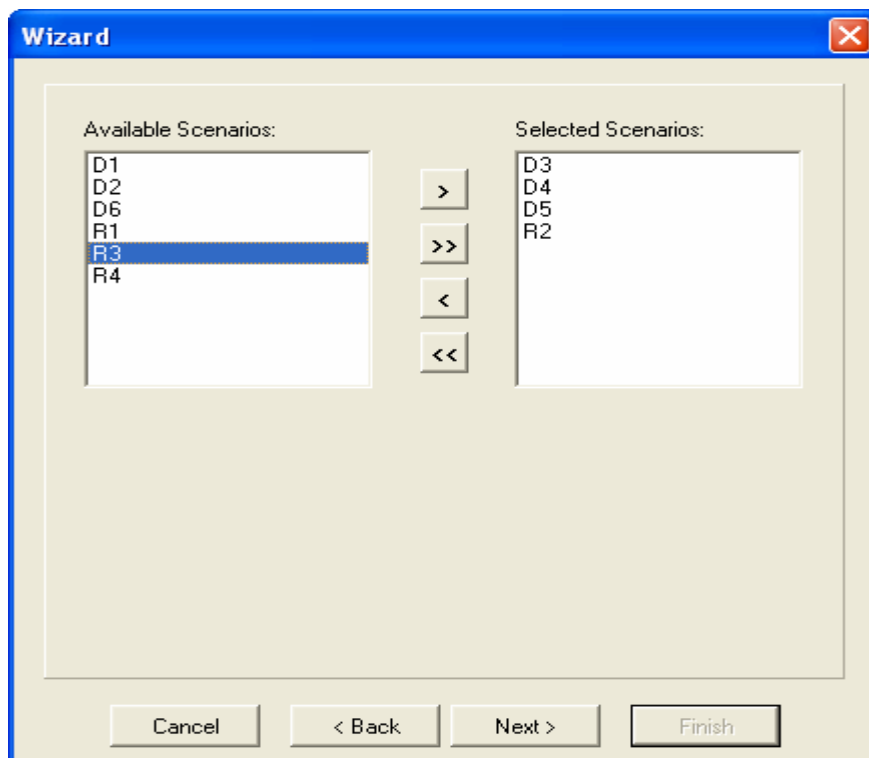 Wizard
Available Scenarios:
D1
D2
D6
R1
R3
R4
>
>>
<
<<
Selected Scenarios:
D3
D4
D5
R2
Cancel
< Back
Next >
Finish